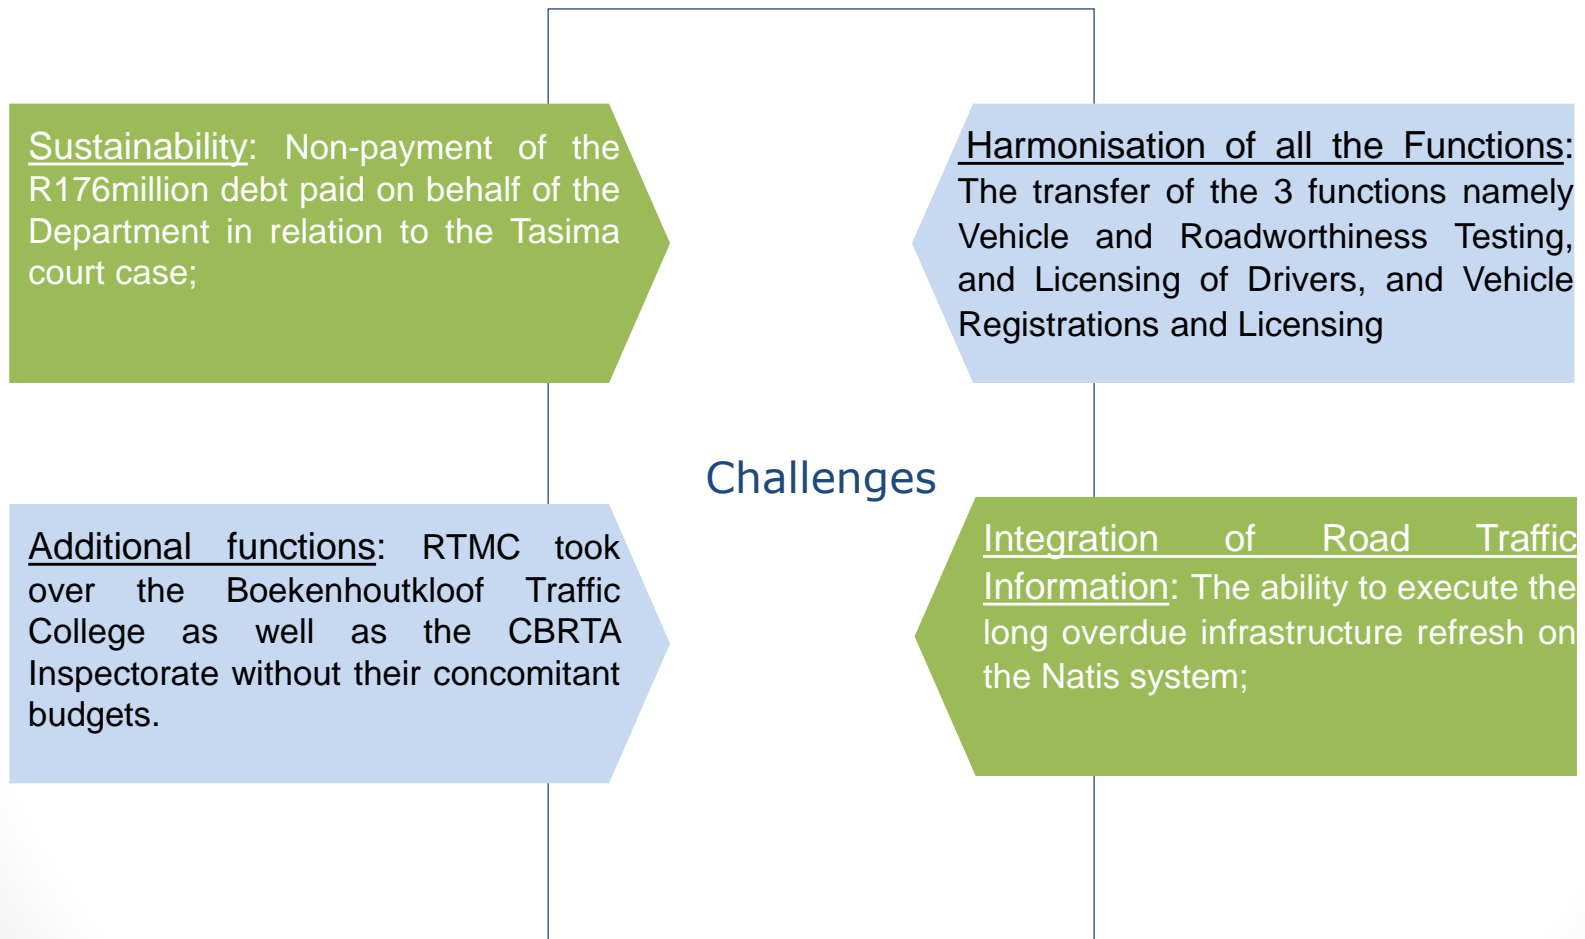 Sustainability: Non-payment of the
R176million debt paid on behalf of the
Department in relation to the Tasima
court case;
Harmonisation of all the Functions:
The transfer of the 3 functions namely
Vehicle and Roadworthiness Testing,
and Licensing of Drivers, and Vehicle
Registrations and Licensing
Challenges
Additional functions: RTMC took
over the Boekenhoutkloof Traffic
College as well as the CBRTA
Inspectorate without their concomitant
budgets.
Integration of Road Traffic
Information: The ability to execute the
long overdue infrastructure refresh on
the Natis system;